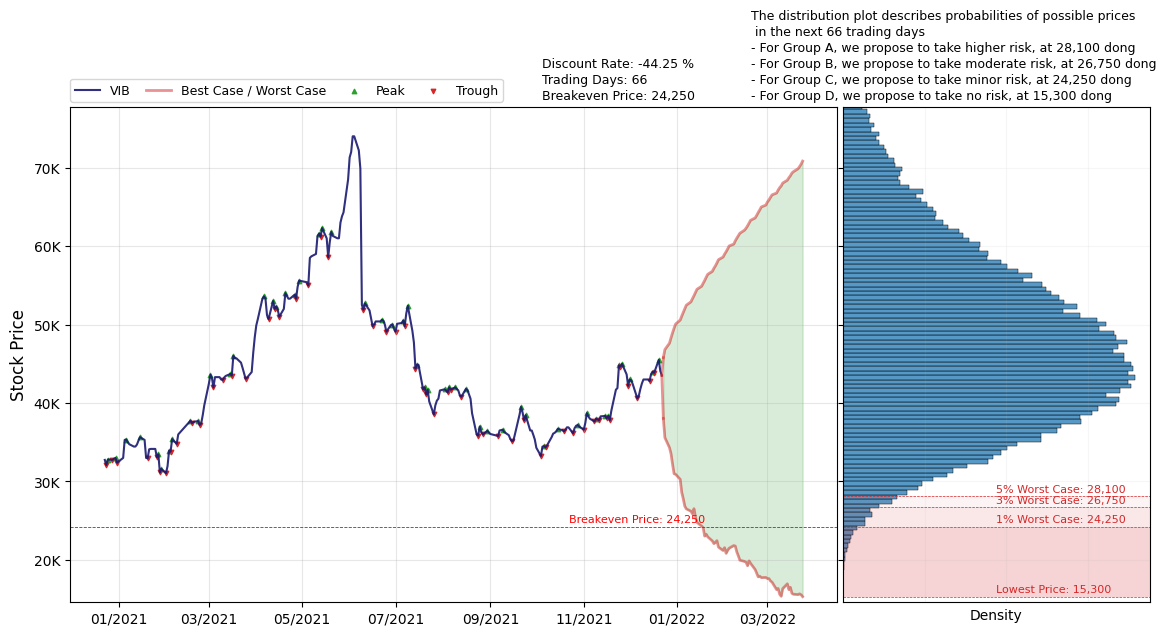 The distribution plot describes probabilities of possible prices
in the next 66 trading days
- For Group A, we propose to take higher risk, at 28,100 dong
- For Group B, we propose to take moderate risk, at 26,750 dong
- For Group C, we propose to take minor risk, at 24,250 dong
- For Group D, we propose to take no risk, at 15,300 dong
Discount Rate: -44.25 %
Trading Days: 66
Breakeven Price: 24,250
VIB
Best Case / Worst Case
Peak
Trough
Stock Price
70K
60K
50K
40K
30K
20K
Breakeven Price: 24,250
01/2021
03/2021
05/2021
07/2021
09/2021
11/2021
01/2022
03/2022
5% Worst Case: 28,100
3% Worst Case: 26,750
1% Worst Case: 24,250
Lowest Price: 15,300
Density